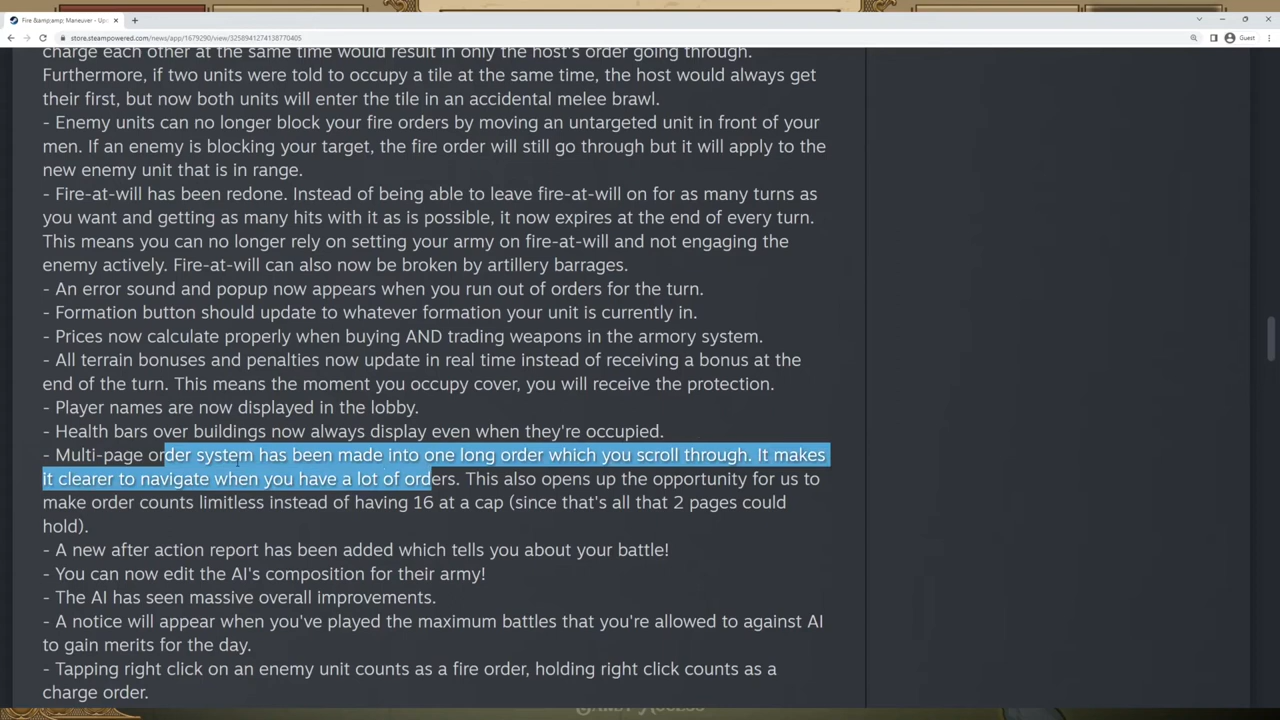 Fire &amp;amp; Maneuver - Upd
store.steampowered.com/news/app/1679290/view/3258941274138770405
Guest
charge each other at the same time would result in only the host's order going through.
Furthermore, if two units were told to occupy a tile at the same time, the host would always get
their first, but now both units will enter the tile in an accidental melee brawl.
- Enemy units can no longer block your fire orders by moving an untargeted unit in front of your
men. If an enemy is blocking your target, the fire order will still go through but it will apply to the
new enemy unit that is in range.
- Fire-at-will has been redone. Instead of being able to leave fire-at-will on for as many turns as
you want and getting as many hits with it as is possible, it now expires at the end of every turn.
This means you can no longer rely on setting your army on fire-at-will and not engaging the
enemy actively. Fire-at-will can also now be broken by artillery barrages.
- An error sound and popup now appears when you run out of orders for the turn.
- Formation button should update to whatever formation your unit is currently in.
- Prices now calculate properly when buying AND trading weapons in the armory system.
- All terrain bonuses and penalties now update in real time instead of receiving a bonus at the
end of the turn. This means the moment you occupy cover, you will receive the protection.
- Player names are now displayed in the lobby.
- Health bars over buildings now always display even when they're occupied.
- Multi-page order system has been made into one long order which you scroll through. It makes
it clearer to navigate when you have a lot of orders. This also opens up the opportunity for us to
make order counts limitless instead of having 16 at a cap (since that's all that 2 pages could
hold).
- A new after action report has been added which tells you about your battle!
- You can now edit the AI's composition for their army!
- The AI has seen massive overall improvements.
- A notice will appear when you've played the maximum battles that you're allowed to against AI
to gain merits for the day.
- Tapping right click on an enemy unit counts as a fire order, holding right click counts as a
charge order.